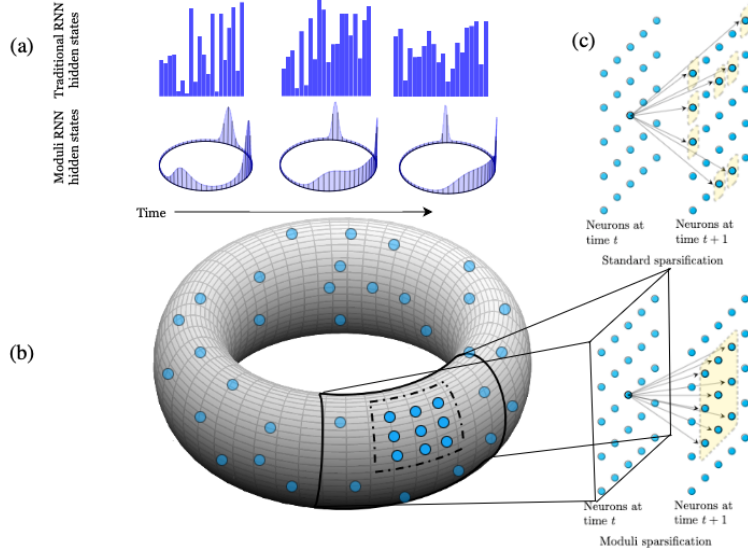 (a)
Traditional RNN
hidden states
Moduli RNN
hidden states
Time
(c)
Neurons at
time t
Neurons at
time t + 1
Standard sparsification
(b)
Neurons at
time t
Neurons at
time t + 1
Moduli sparsification